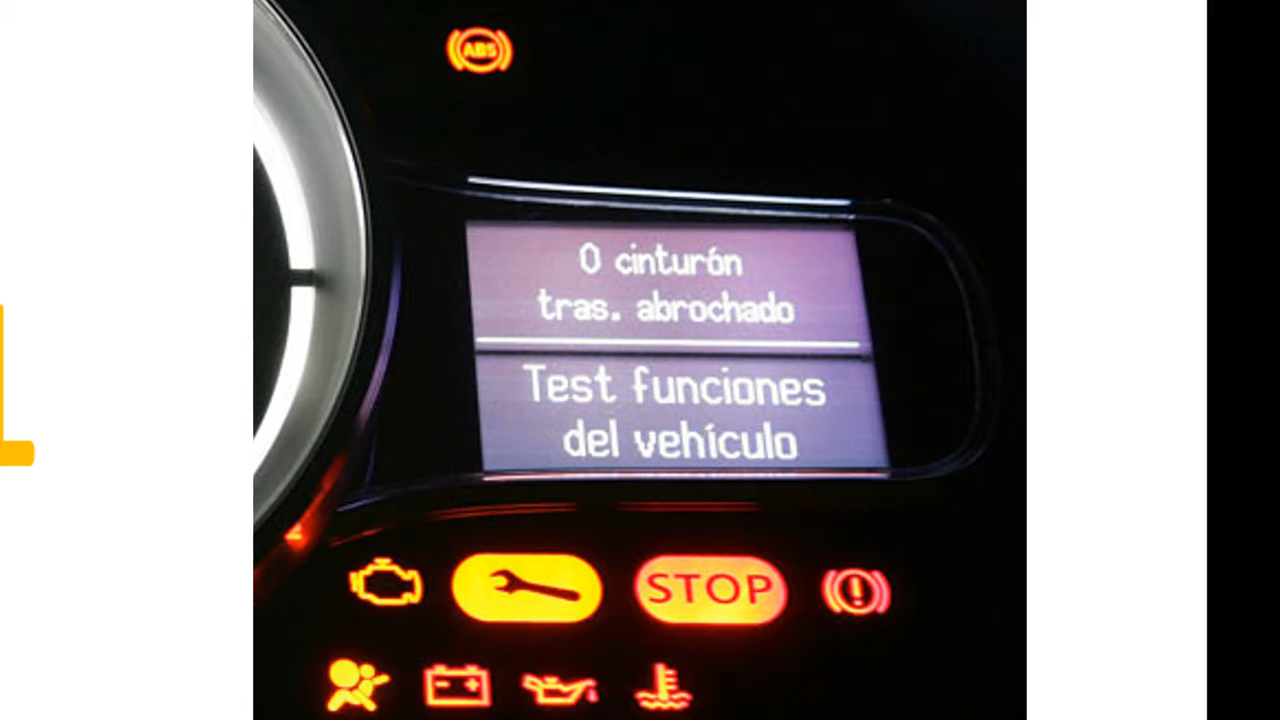 ABS
0 cinturón
tras. abrochado
Test funciones
del vehículo
STOP